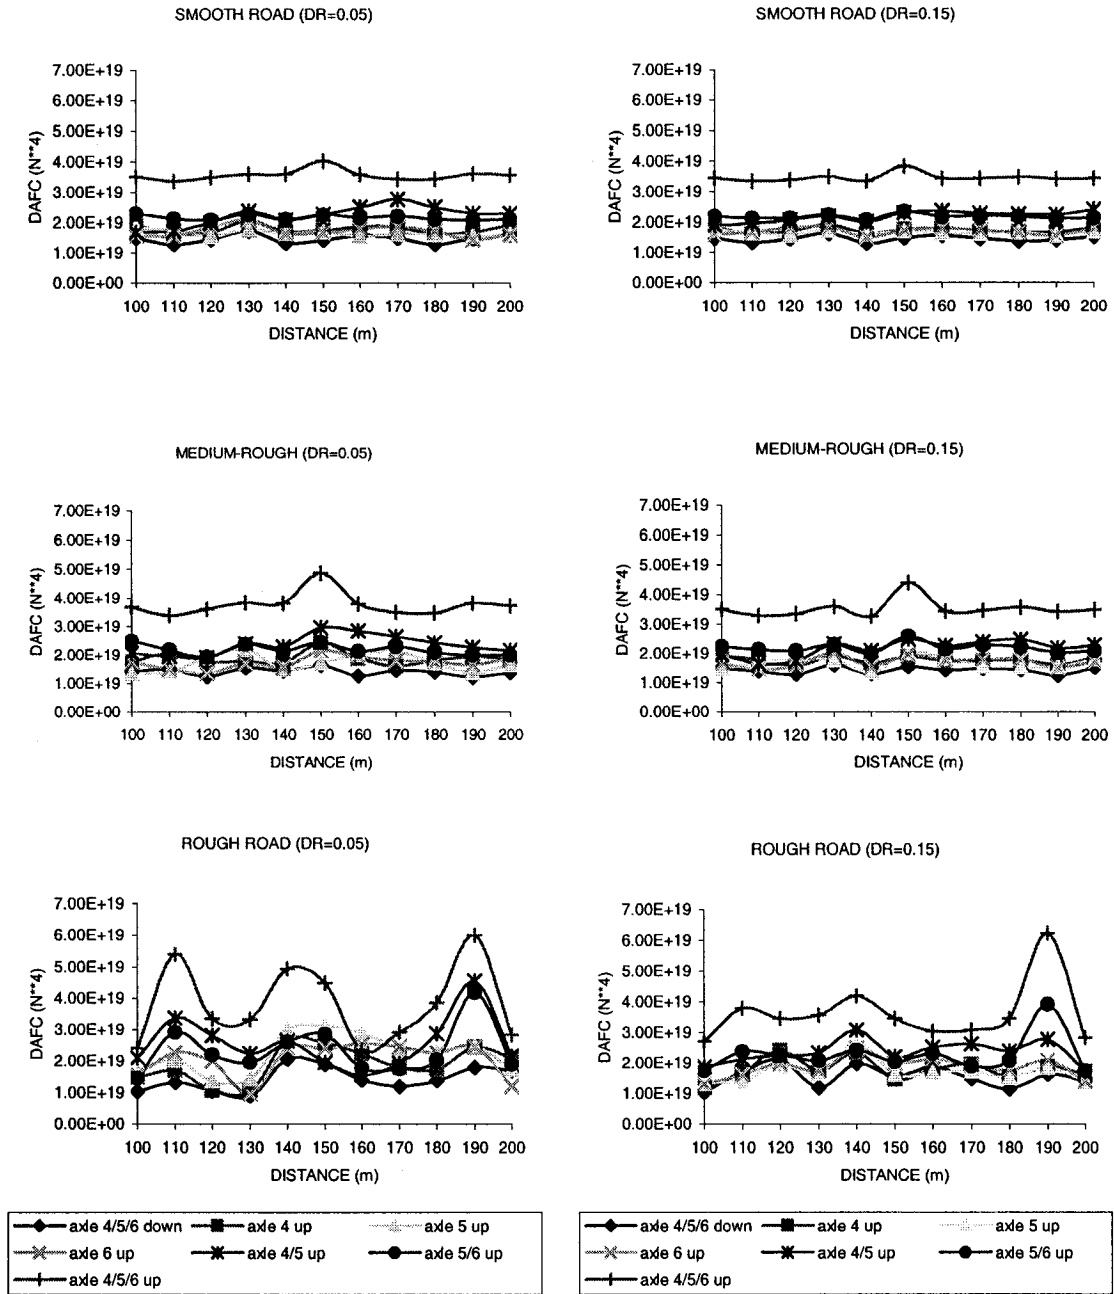 SMOOTH ROAD (DR=0.05)
7.00E+19
6.00E+19
5.00E+19
4.00E+19
3.00E+19
2.00E+19
1.00E+19
0.00E+00
DAFC (N**4)
100 110 120 130 140 150 160 170 180 190 200
DISTANCE (m)
SMOOTH ROAD (DR=0.15)
7.00E+19
6.00E+19
5.00E+19
4.00E+19
3.00E+19
2.00E+19
1.00E+19
0.00E+00
DAFC (N**4)
100 110 120 130 140 150 160 170 180 190 200
DISTANCE (m)
MEDIUM-ROUGH (DR=0.05)
7.00E+19
6.00E+19
5.00E+19
4.00E+19
3.00E+19
2.00E+19
1.00E+19
0.00E+00
DAFC (N**4)
100 110 120 130 140 150 160 170 180 190 200
DISTANCE (m)
MEDIUM-ROUGH (DR=0.15)
7.00E+19
6.00E+19
5.00E+19
4.00E+19
3.00E+19
2.00E+19
1.00E+19
0.00E+00
DAFC (N**4)
100 110 120 130 140 150 160 170 180 190 200
DISTANCE (m)
ROUGH ROAD (DR=0.05)
7.00E+19
6.00E+19
5.00E+19
4.00E+19
3.00E+19
2.00E+19
1.00E+19
0.00E+00
DAFC (N**4)
100 110 120 130 140 150 160 170 180 190 200
DISTANCE (m)
ROUGH ROAD (DR=0.15)
7.00E+19
6.00E+19
5.00E+19
4.00E+19
3.00E+19
2.00E+19
1.00E+19
0.00E+00
DAFC (N**4)
100 110 120 130 140 150 160 170 180 190 200
DISTANCE (m)
axle 4/5/6 down axle 4 up axle 5 up
axle 6 up axle 4/5 up axle 5/6 up
axle 4/5/6 up
axle 4/5/6 down axle 4 up axle 5 up
axle 6 up axle 4/5 up axle 5/6 up
axle 4/5/6 up